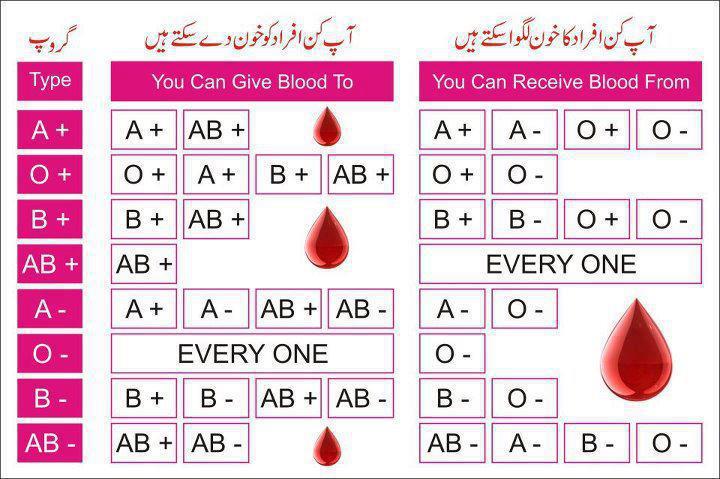 گروپ آپ کن افراد کو خون دے سکتے ہیں آپ کن افراد کا خون لگوا سکتے ہیں
Type You Can Give Blood To You Can Receive Blood From
A + A + AB + A + A - O + O -
O + O + A + B + AB + O + O -
B + B + AB + B + B - O + O -
AB + AB + EVERY ONE
A - A + A - AB + AB - A - O -
O - EVERY ONE O -
B - B + B - AB + AB - B - O -
AB - AB + AB - AB - A - B - O -